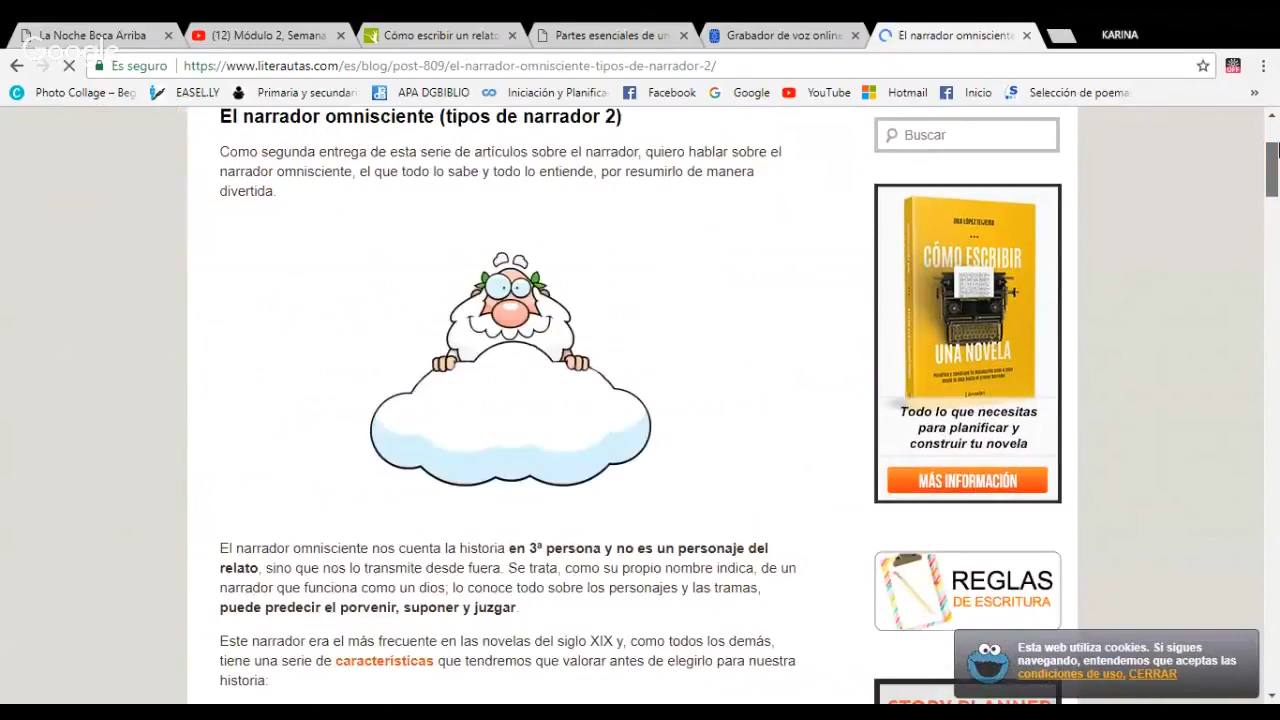 La Noche Boca Arriba
(12) Módulo 2, Semana
Cómo escribir un relato
Partes esenciales de un
Grabador de voz online
El narrador omnisciente
KARINA
Google
Es seguro
https://www.literautas.com/es/blog/post-809/el-narrador-omnisciente-tipos-de-narrador-2/
OFF
Photo Collage – Beg
EASEL.LY
Primaria y secundari
APA DGBIBLIO
Iniciación y Planifica
Facebook
Google
YouTube
Hotmail
Inicio
Selección de poemas
»
El narrador omnisciente (tipos de narrador 2)
Como segunda entrega de esta serie de artículos sobre el narrador, quiero hablar sobre el
narrador omnisciente, el que todo lo sabe y todo lo entiende, por resumirlo de manera
divertida.
El narrador omnisciente nos cuenta la historia en 3ª persona y no es un personaje del
relato, sino que nos lo transmite desde fuera. Se trata, como su propio nombre indica, de un
narrador que funciona como un dios; lo conoce todo sobre los personajes y las tramas,
puede predecir el porvenir, suponer y juzgar.
Este narrador era el más frecuente en las novelas del siglo XIX y, como todos los demás,
tiene una serie de características que tendremos que valorar antes de elegirlo para nuestra
historia:
Buscar
CÓMO ESCRIBIR
UNA NOVELA
Todo lo que necesitas
para planificar y
construir tu novela
MÁS INFORMACIÓN
REGLAS
DE ESCRITURA
Esta web utiliza cookies. Si sigues
navegando, entendemos que aceptas las
condiciones de uso. CERRAR
STORY PLANNER